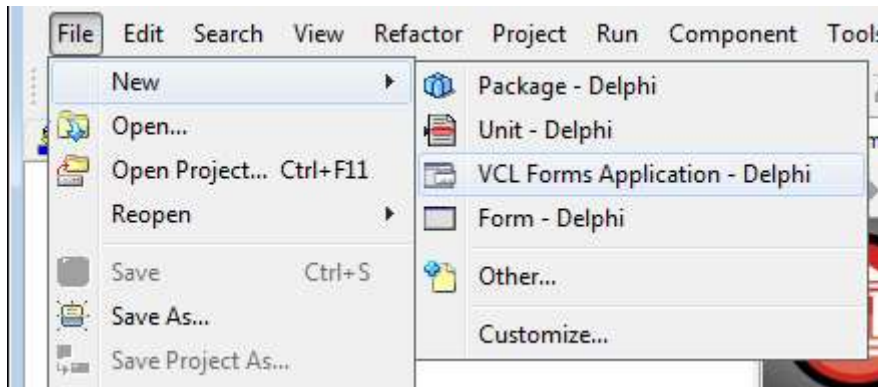 File Edit Search View Refactor Project Run Component Tools
New
Open...
Open Project... Ctrl+F11
Reopen
Save Ctrl+S
Save As...
Save Project As...
Package - Delphi
Unit - Delphi
VCL Forms Application - Delphi
Form - Delphi
Other...
Customize...